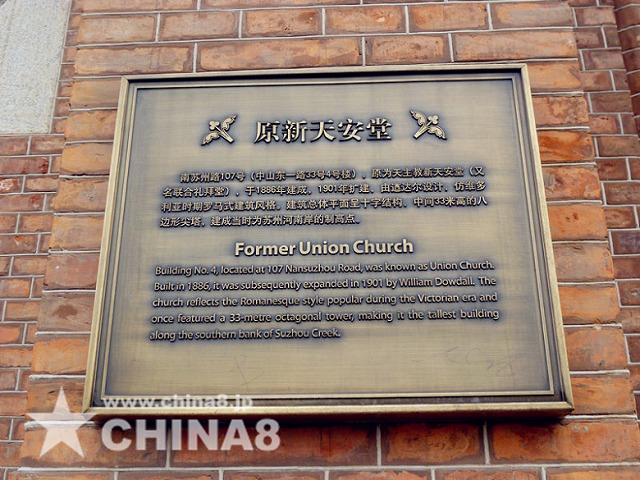 原新天安堂
南苏州路107号（中山东一路33号4号楼），原为天主教新天安堂（又
名联合礼拜堂），于1886年建成，1901年扩建，由道达尔设计，仿维多
利亚时期罗马式建筑风格，建筑总体平面呈十字结构，中间33米高的八
边形尖塔，建成当时为苏州河南岸的制高点。
Former Union Church
Building No. 4, located at 107 Nansuzhou Road, was known as Union Church.
Built in 1886, it was subsequently expanded in 1901 by William Dowdall. The
church reflects the Romanesque style popular during the Victorian era and
once featured a 33-metre octagonal tower, making it the tallest building
along the southern bank of Suzhou Creek.
www.china8.jp
CHINA8